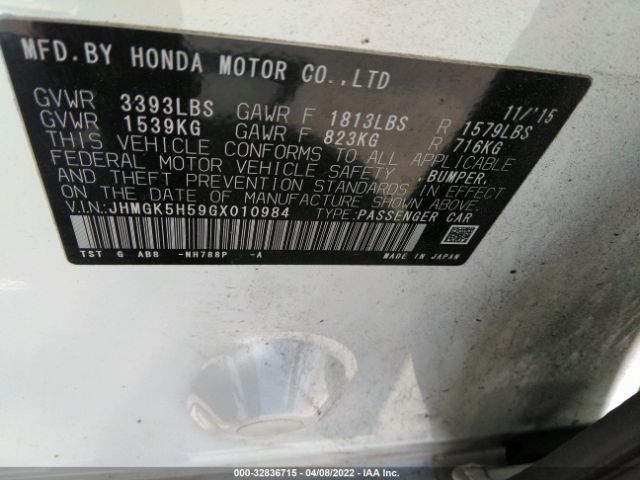 MFD.BY HONDA MOTOR CO.,LTD
11/'15
GVWR 3393LBS GAWR F 1813LBS R 1579LBS
GVWR 1539KG GAWR F 823KG R 716KG
THIS VEHICLE CONFORMS TO ALL APPLICABLE
FEDERAL MOTOR VEHICLE SAFETY ,BUMPER,
AND THEFT PREVENTION STANDARDS IN EFFECT
ON THE DATE OF MANUFACTURE SHOWN ABOVE.
V.IN:JHMGK5H59GX010984 TYPE:PASSENGER CAR
TST G AB8 -NH788P -A MADE IN JAPAN
000-32836715 - 04/08/2022 - IAA Inc.